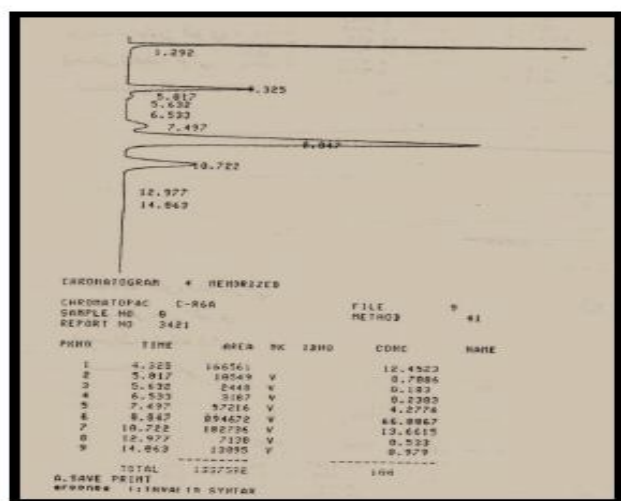 1.292
4.325
5.017
5.632
6.533
7.497
8.847
10.722
12.977
14.863
CHROMATOGRAM * MEMORIZED
CHROMATOPAC C-R6A FILE 9
SAMPLE NO 0 METHOD 41
REPORT NO 3421
PKNO TIME AREA MK IDNO CONC NAME
1 4.325 166561 12.4523
2 5.017 10549 V 0.7886
3 5.632 2448 V 0.183
4 6.533 3187 V 0.2383
5 7.497 57216 V 4.2776
6 8.847 894672 V 66.8867
7 10.722 182736 V 13.6615
8 12.977 7130 V 0.533
9 14.863 13095 V 0.979
TOTAL 100
A.SAVE PRINT
INVALID SYNTAX